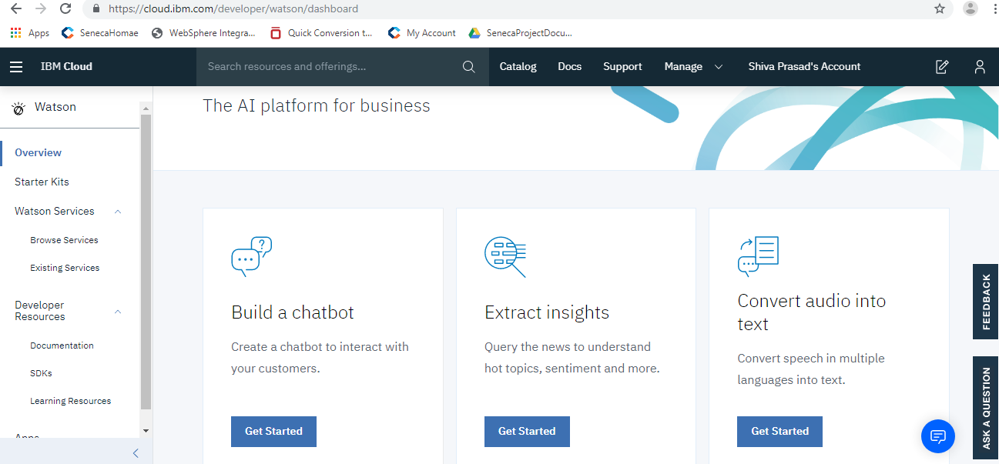 https://cloud.ibm.com/developer/watson/dashboard
Apps SenecaHomae WebSphere Integra... Quick Conversion t... My Account SenecaProjectDocu...
IBM Cloud Search resources and offerings... Catalog Docs Support Manage Shiva Prasad's Account
Watson
Overview
Starter Kits
Watson Services
Browse Services
Existing Services
Developer
Resources
Documentation
SDKs
Learning Resources
Apps
The AI platform for business
Build a chatbot
Create a chatbot to interact with
your customers.
Get Started
Extract insights
Query the news to understand
hot topics, sentiment and more.
Get Started
Convert audio into
text
Convert speech in multiple
languages into text.
Get Started
FEEDBACK
ASK A QUESTION